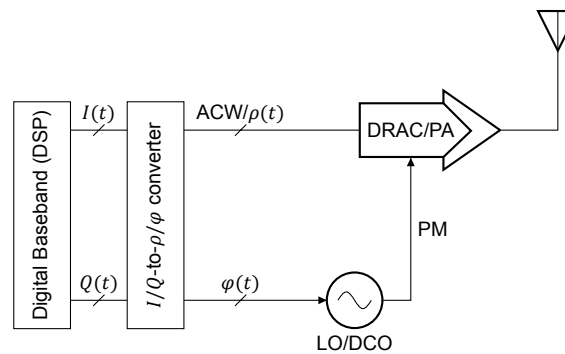 Digital Baseband (DSP)
I(t)
Q(t)
I/Q-to-ρ/φ converter
ACW/ρ(t)
φ(t)
DRAC/PA
PM
LO/DCO